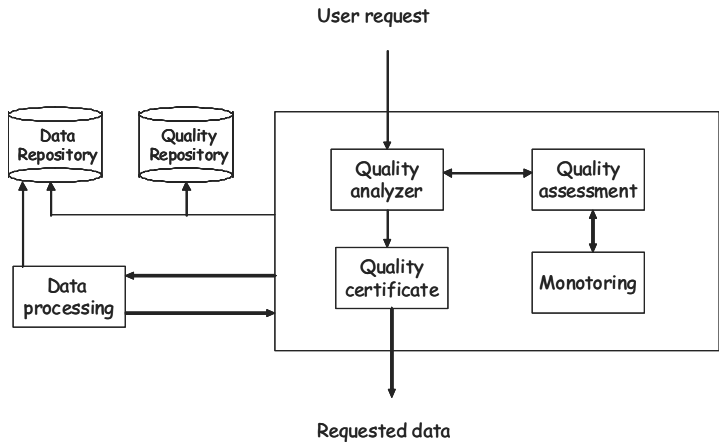 User request
Data
Repository
Quality
Repository
Quality
analyzer
Quality
assessment
Data
processing
Quality
certificate
Monotoring
Requested data